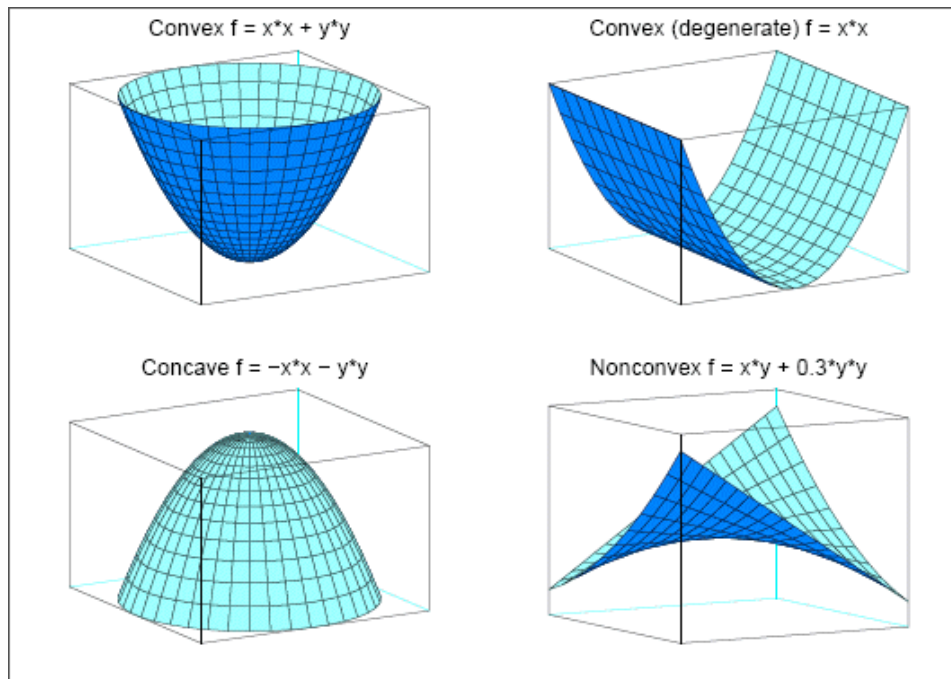 Convex f = x*x + y*y
Convex (degenerate) f = x*x
Concave f = −x*x − y*y
Nonconvex f = x*y + 0.3*y*y